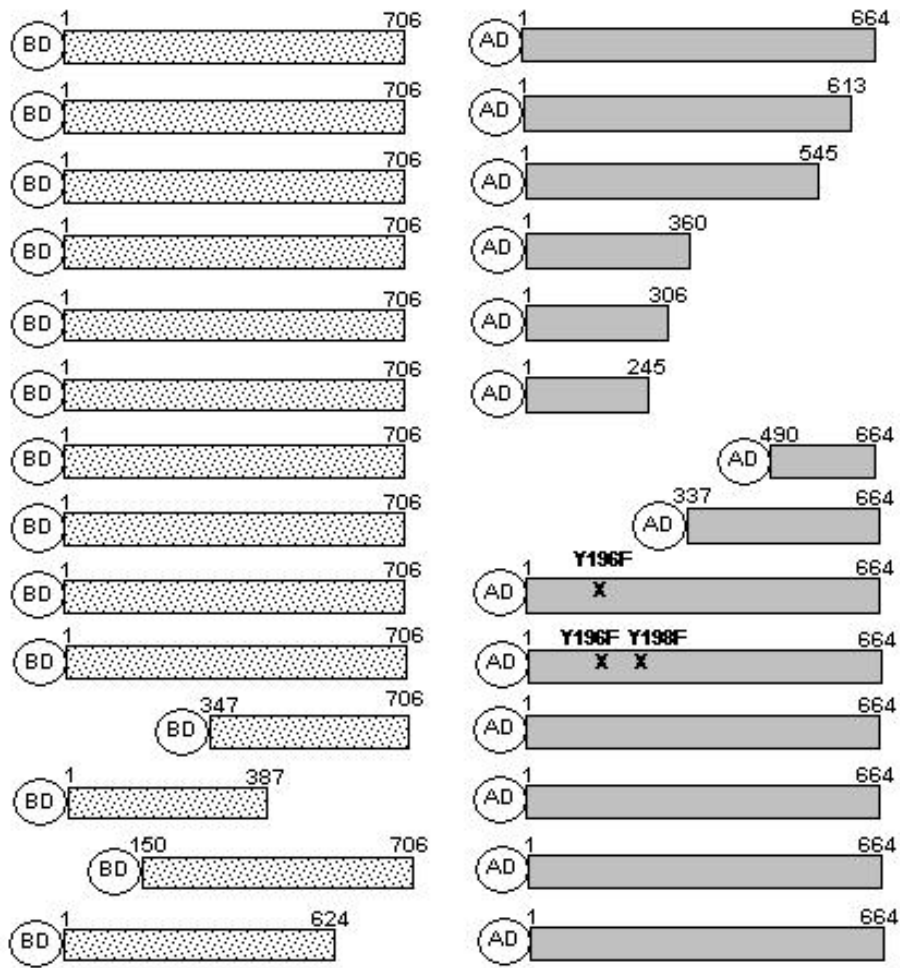 1 706 1 664
BD AD
1 706 1 613
BD AD
1 706 1 545
BD AD
1 706 1 360
BD AD
1 706 1 306
BD AD
1 706 1 245
BD AD
1 706 490 664
BD AD
1 706 337 664
BD AD
Y196F
1 706 1 664
BD X AD
Y196F Y198F
1 706 1 664
BD AD X X
347 706 1 664
BD AD
1 387 1 664
BD AD
150 706 1 664
BD AD
1 624 1 664
BD AD